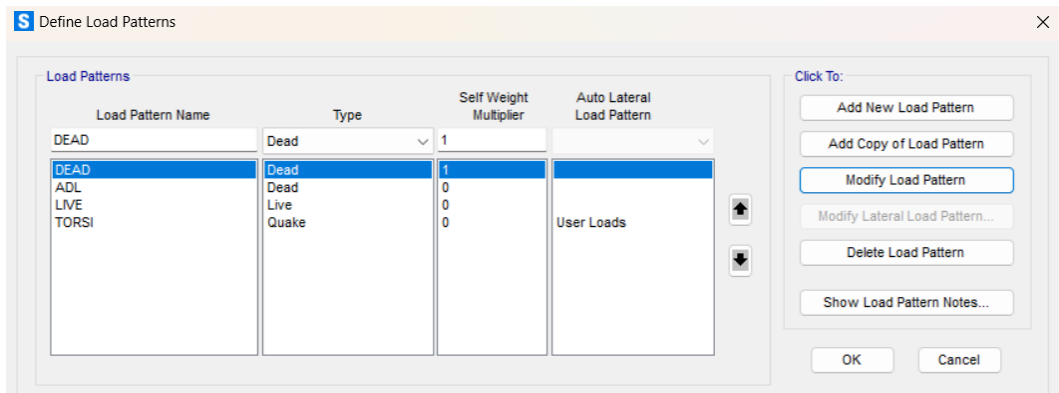 S Define Load Patterns
Load Patterns
Click To:
Load Pattern Name Type Self Weight Multiplier Auto Lateral Load Pattern
DEAD Dead 1
DEAD Dead 1
ADL Dead 0
LIVE Live 0
TORSI Quake 0 User Loads
Add New Load Pattern
Add Copy of Load Pattern
Modify Load Pattern
Modify Lateral Load Pattern...
Delete Load Pattern
Show Load Pattern Notes...
OK Cancel